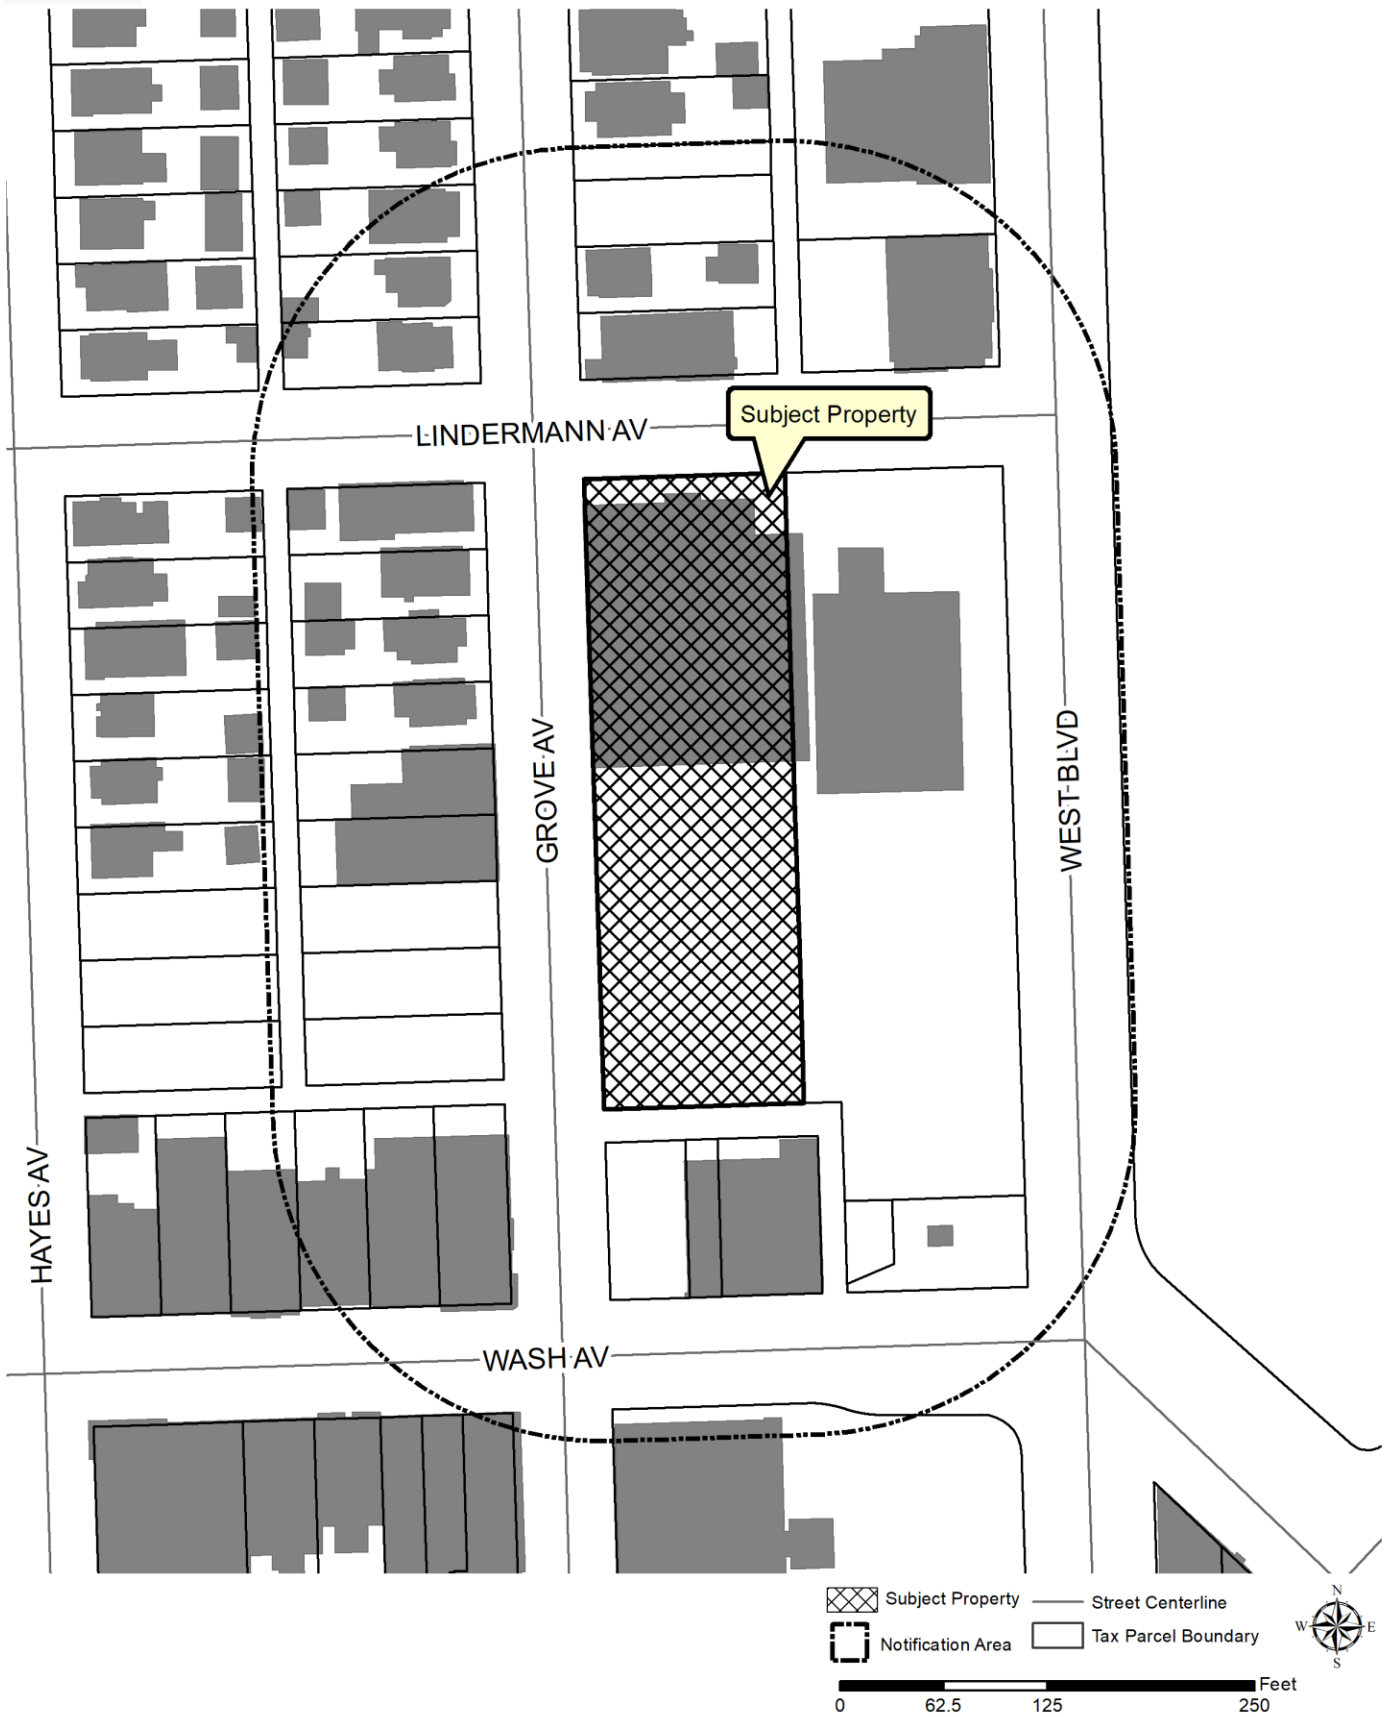 LINDERMANN AV
Subject Property
GROVE AV
WEST BLVD
HAYES AV
WASH AV
Subject Property
Street Centerline
Notification Area
Tax Parcel Boundary
N
W E
S
Feet
0 62.5 125 250